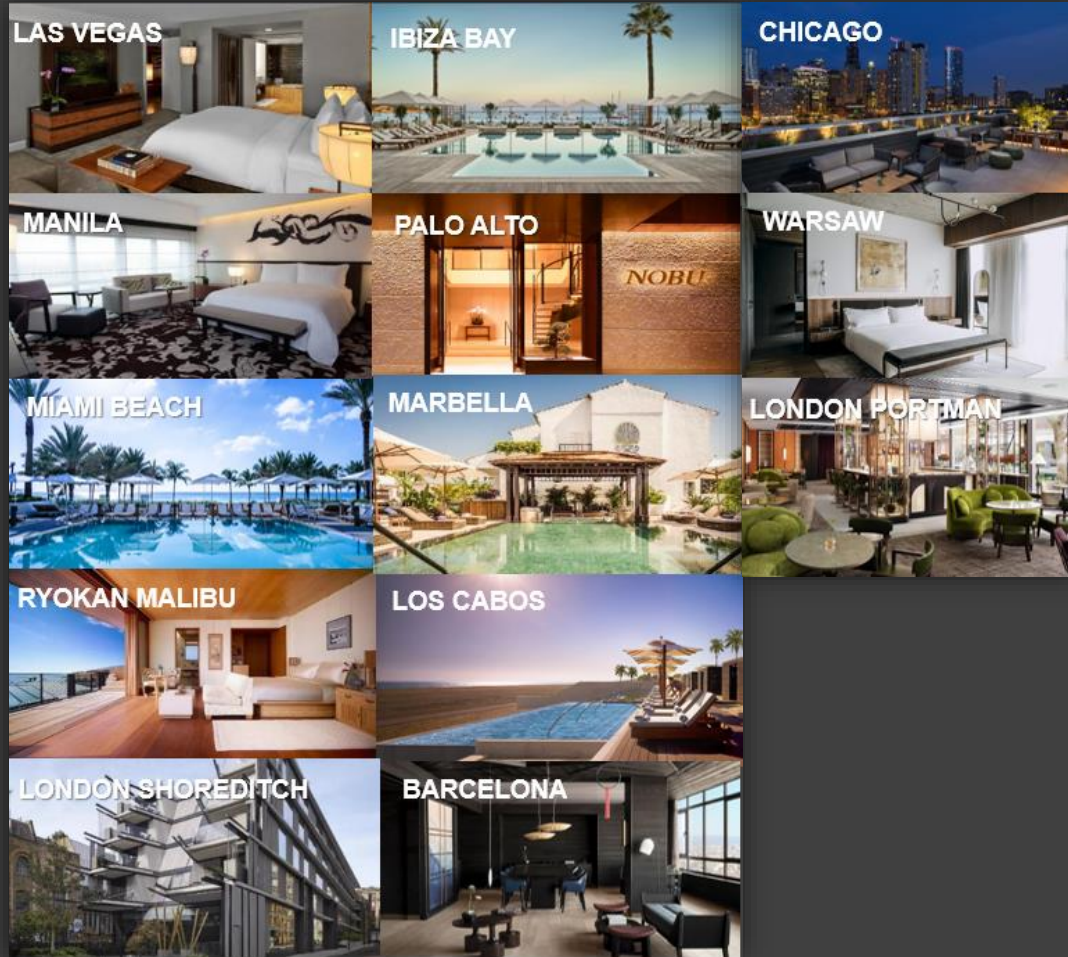 LAS VEGAS
IBIZA BAY
CHICAGO
MANILA
PALO ALTO
NOBU
WARSAW
MIAMI BEACH
MARBELLA
LONDON PORTMAN
RYOKAN MALIBU
LOS CABOS
LONDON SHOREDITCH
BARCELONA